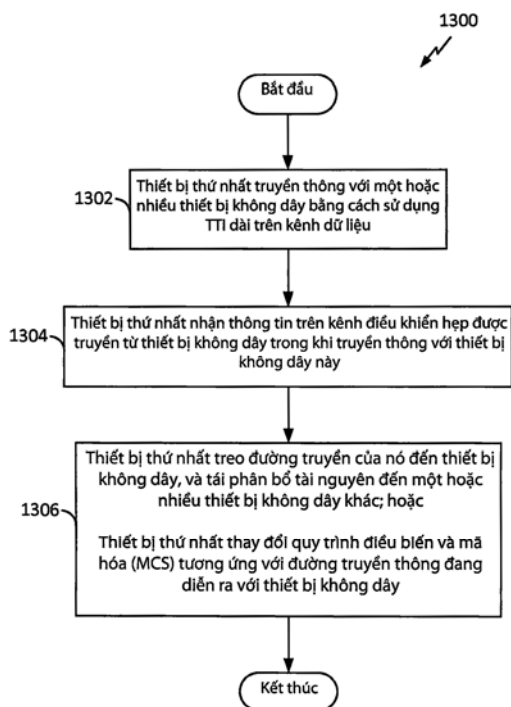 1300
Bắt đầu
1302
Thiết bị thứ nhất truyền thông với một hoặc
nhiều thiết bị không dây bằng cách sử dụng
TTI dài trên kênh dữ liệu
1304
Thiết bị thứ nhất nhận thông tin trên kênh điều khiển hẹp được
truyền từ thiết bị không dây trong khi truyền thông với thiết bị
không dây này
1306
Thiết bị thứ nhất treo đường truyền của nó đến thiết bị
không dây, và tái phân bổ tài nguyên đến một hoặc
nhiều thiết bị không dây khác; hoặc
Thiết bị thứ nhất thay đổi quy trình điều biến và mã
hóa (MCS) tương ứng với đường truyền thông đang
diễn ra với thiết bị không dây
Kết thúc